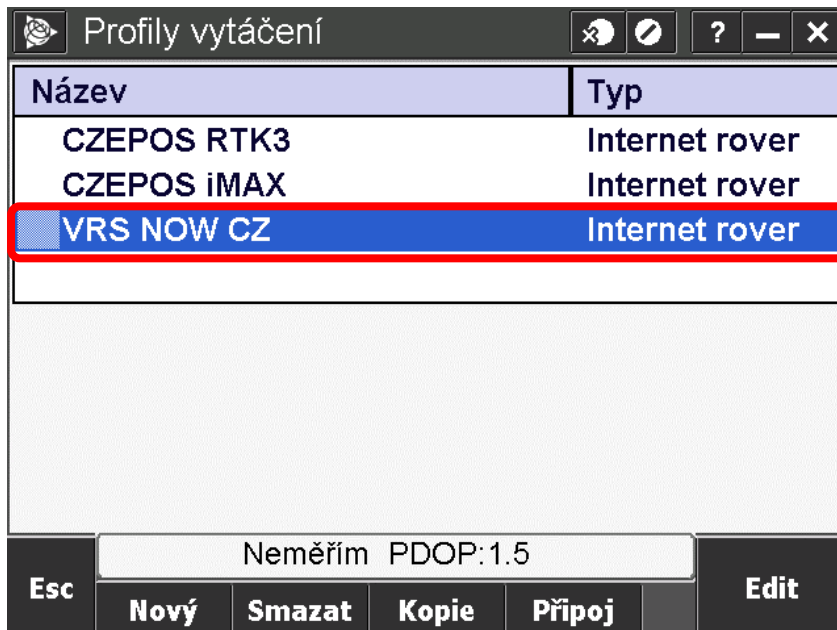 Profily vytáčení
?
Název Typ
CZEPOS RTK3 Internet rover
CZEPOS iMAX Internet rover
VRS NOW CZ Internet rover
Neměřím PDOP:1.5
Esc Nový Smazat Kopie Připoj Edit